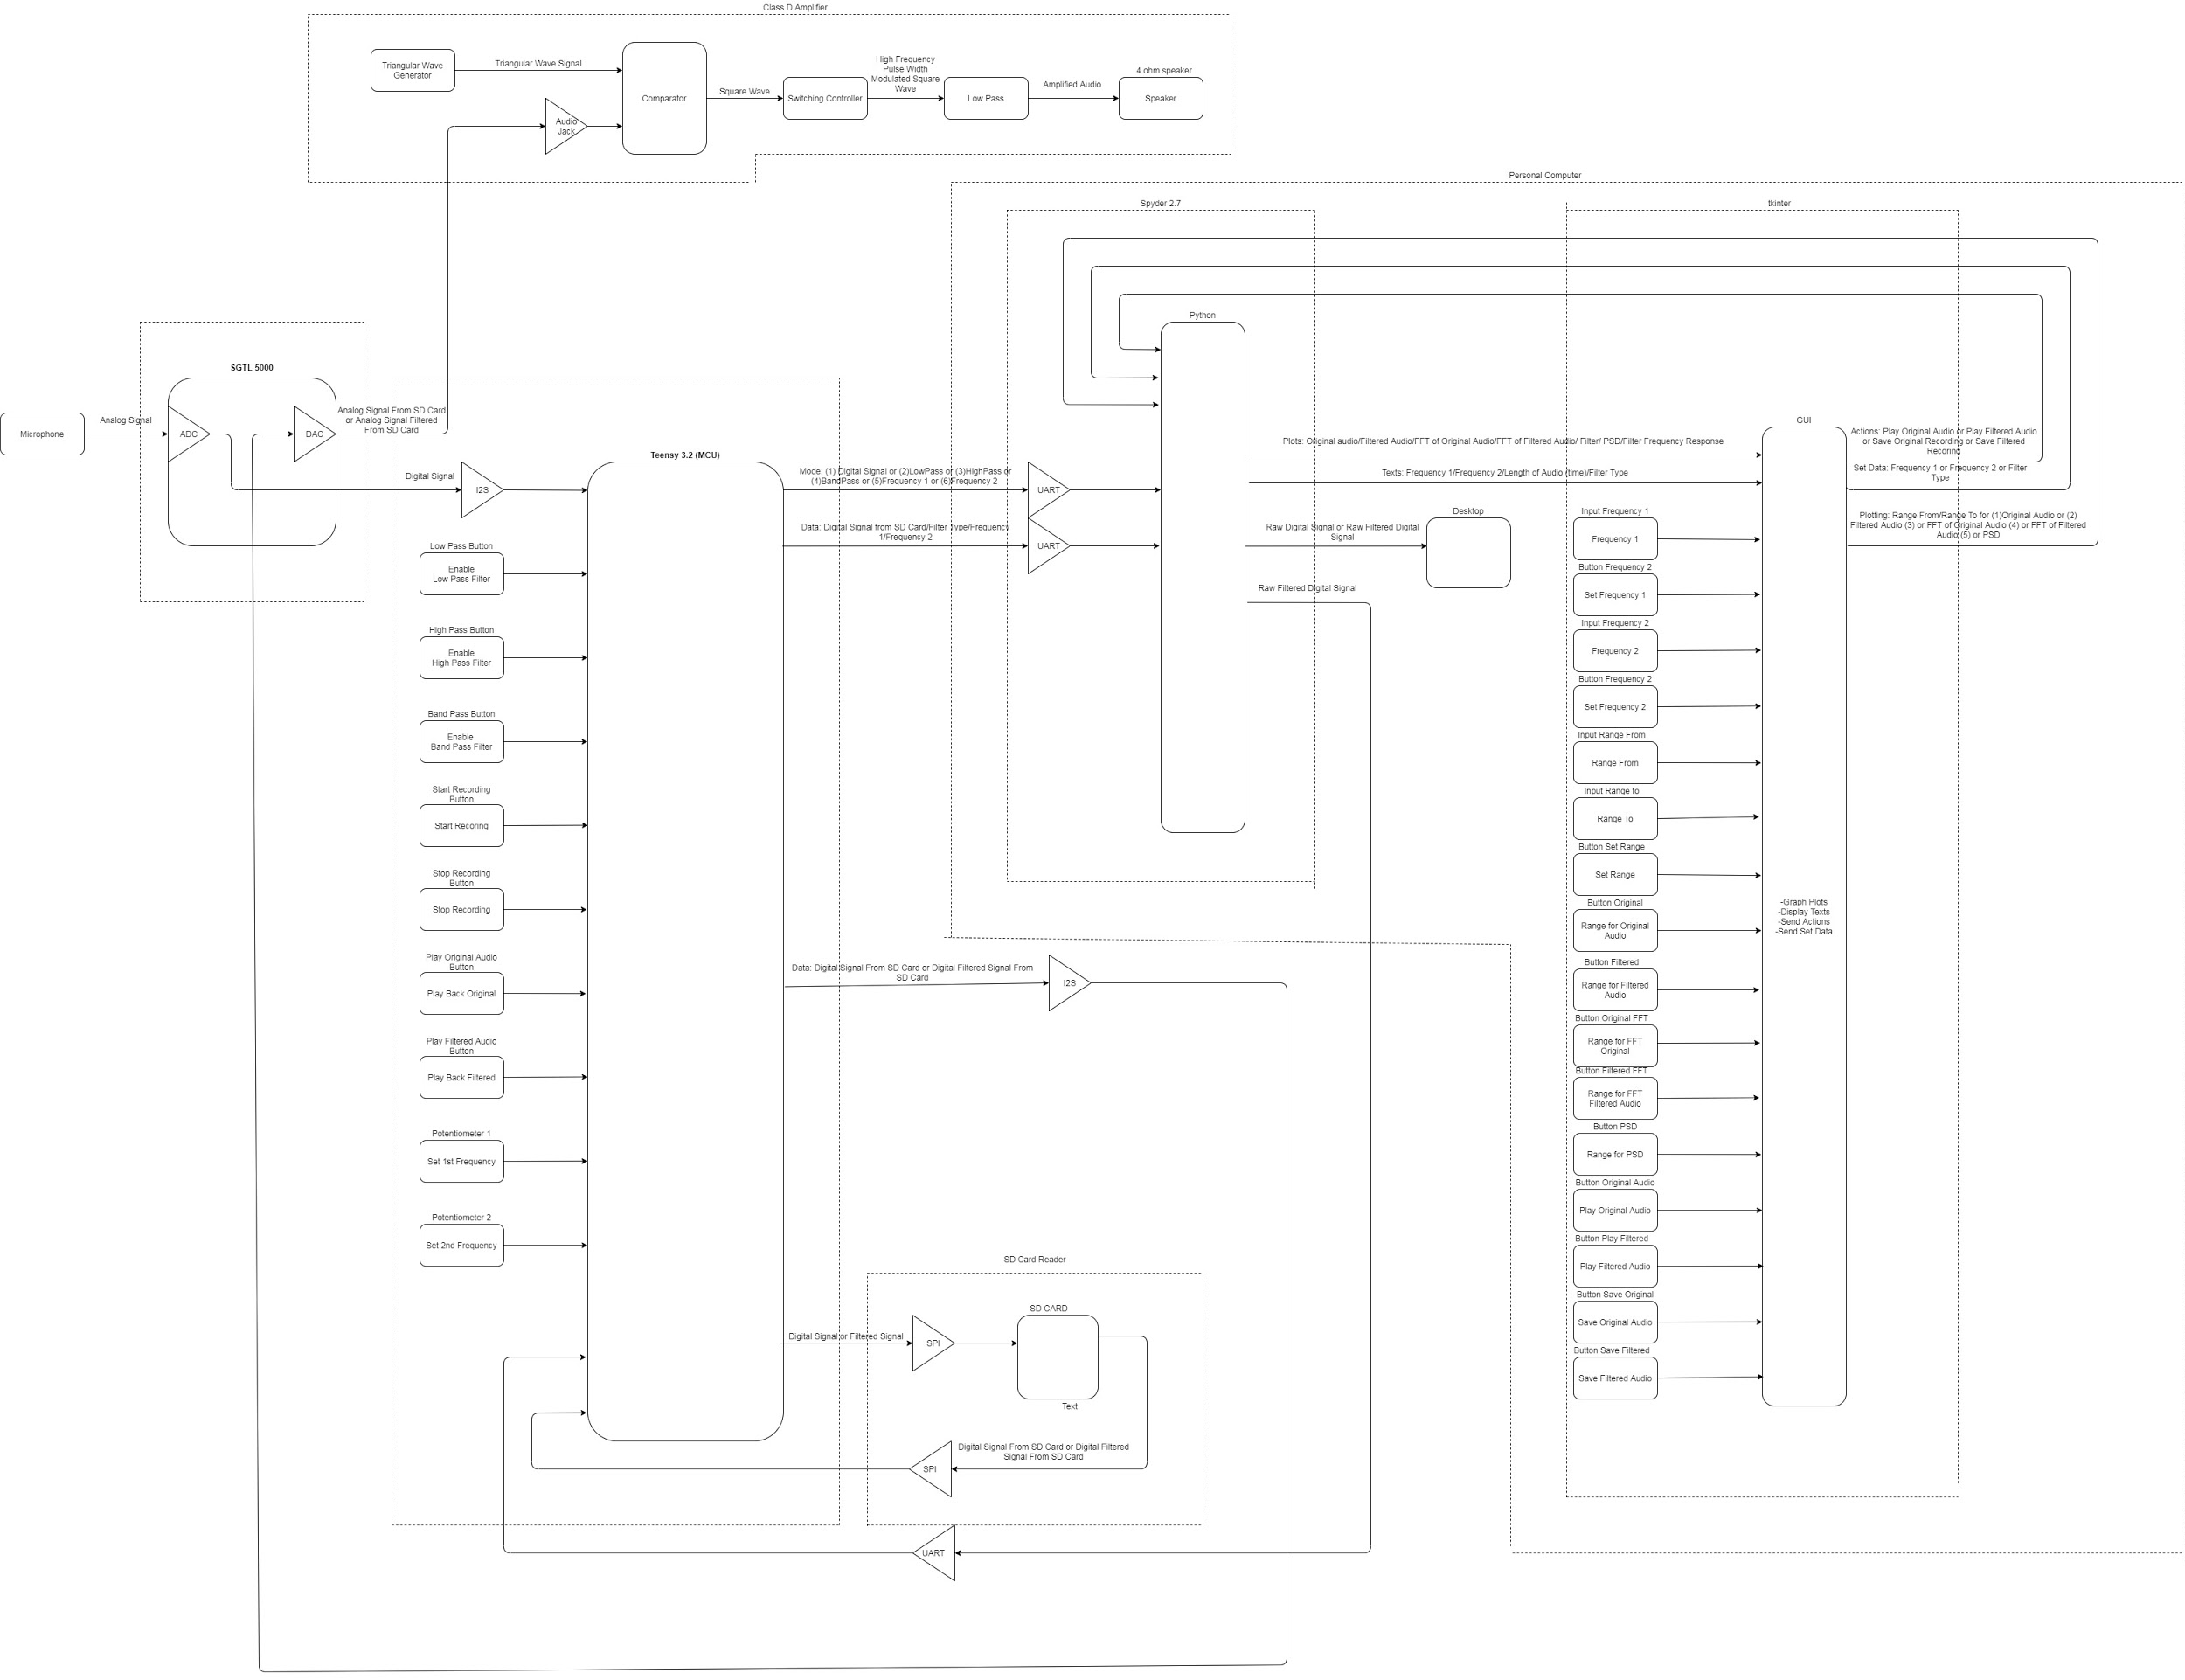 Class D Amplifier
Triangular Wave
Generator
Triangular Wave Signal
Audio
Jack
Comparator
Square Wave
Switching Controller
High Frequency
Pulse Width
Modulated Square
Wave
Low Pass
Amplified Audio
4 ohm speaker
Speaker
Personal Computer
Spyder 2.7
tkinter
Python
SGTL 5000
Microphone
Analog Signal
ADC
DAC
Analog Signal From SD Card
or Analog Signal Filtered
From SD Card
Digital Signal
I2S
Teensy 3.2 (MCU)
Mode: (1) Digital Signal or (2)LowPass or (3)HighPass or
(4)BandPass or (5)Frequency 1 or (6)Frequency 2
UART
Data: Digital Signal from SD Card/Filter Type/Frequency
1/Frequency 2
UART
Plots: Original audio/Filtered Audio/FFT of Original Audio/FFT of Filtered Audio/ Filter/ PSD/Filter Frequency Response
Texts: Frequency 1/Frequency 2/Length of Audio (time)/Filter Type
Raw Digital Signal or Raw Filtered Digital
Signal
Desktop
Raw Filtered Digital Signal
GUI
Actions: Play Original Audio or Play Filtered Audio
or Save Original Recording or Save Filtered
Recoring
Set Data: Frequency 1 or Frequency 2 or Filter
Type
Plotting: Range From/Range To for (1)Original Audio or (2)
Filtered Audio (3) or FFT of Original Audio (4) or FFT of Filtered
Audio (5) or PSD
Low Pass Button
Enable
Low Pass Filter
High Pass Button
Enable
High Pass Filter
Band Pass Button
Enable
Band Pass Filter
Start Recording
Button
Start Recoring
Stop Recording
Button
Stop Recording
Play Original Audio
Button
Play Back Original
Play Filtered Audio
Button
Play Back Filtered
Potentiometer 1
Set 1st Frequency
Potentiometer 2
Set 2nd Frequency
Data: Digital Signal From SD Card or Digital Filtered Signal From
SD Card
I2S
SD Card Reader
Digital Signal or Filtered Signal
SPI
SD CARD
Text
Digital Signal From SD Card or Digital Filtered
Signal From SD Card
SPI
UART
Input Frequency 1
Frequency 1
Button Frequency 2
Set Frequency 1
Input Frequency 2
Frequency 2
Button Frequency 2
Set Frequency 2
Input Range From
Range From
Input Range to
Range To
Button Set Range
Set Range
Button Original
Range for Original
Audio
Button Filtered
Range for Filtered
Audio
Button Original FFT
Range for FFT
Original
Button Filtered FFT
Range for FFT
Filtered Audio
Button PSD
Range for PSD
Button Original Audio
Play Original Audio
Button Play Filtered
Play Filtered Audio
Button Save Original
Save Original Audio
Button Save Filtered
Save Filtered Audio
-Graph Plots
-Display Texts
-Send Actions
-Send Set Data